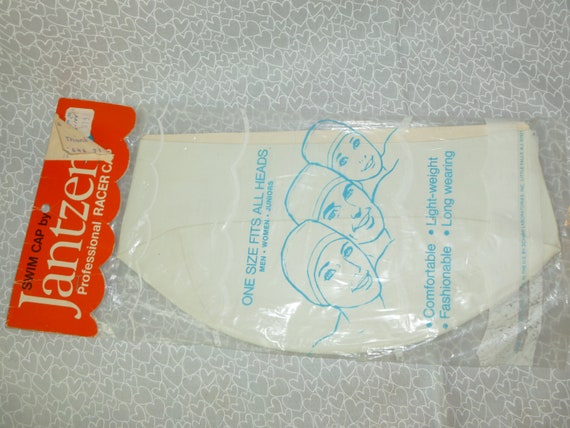 SWIM CAP by
Jantzen
Professional RACER CAP
ONE SIZE FITS ALL HEADS
MEN • WOMEN • JUNIORS
• Comfortable • Light-weight
• Fashionable • Long wearing